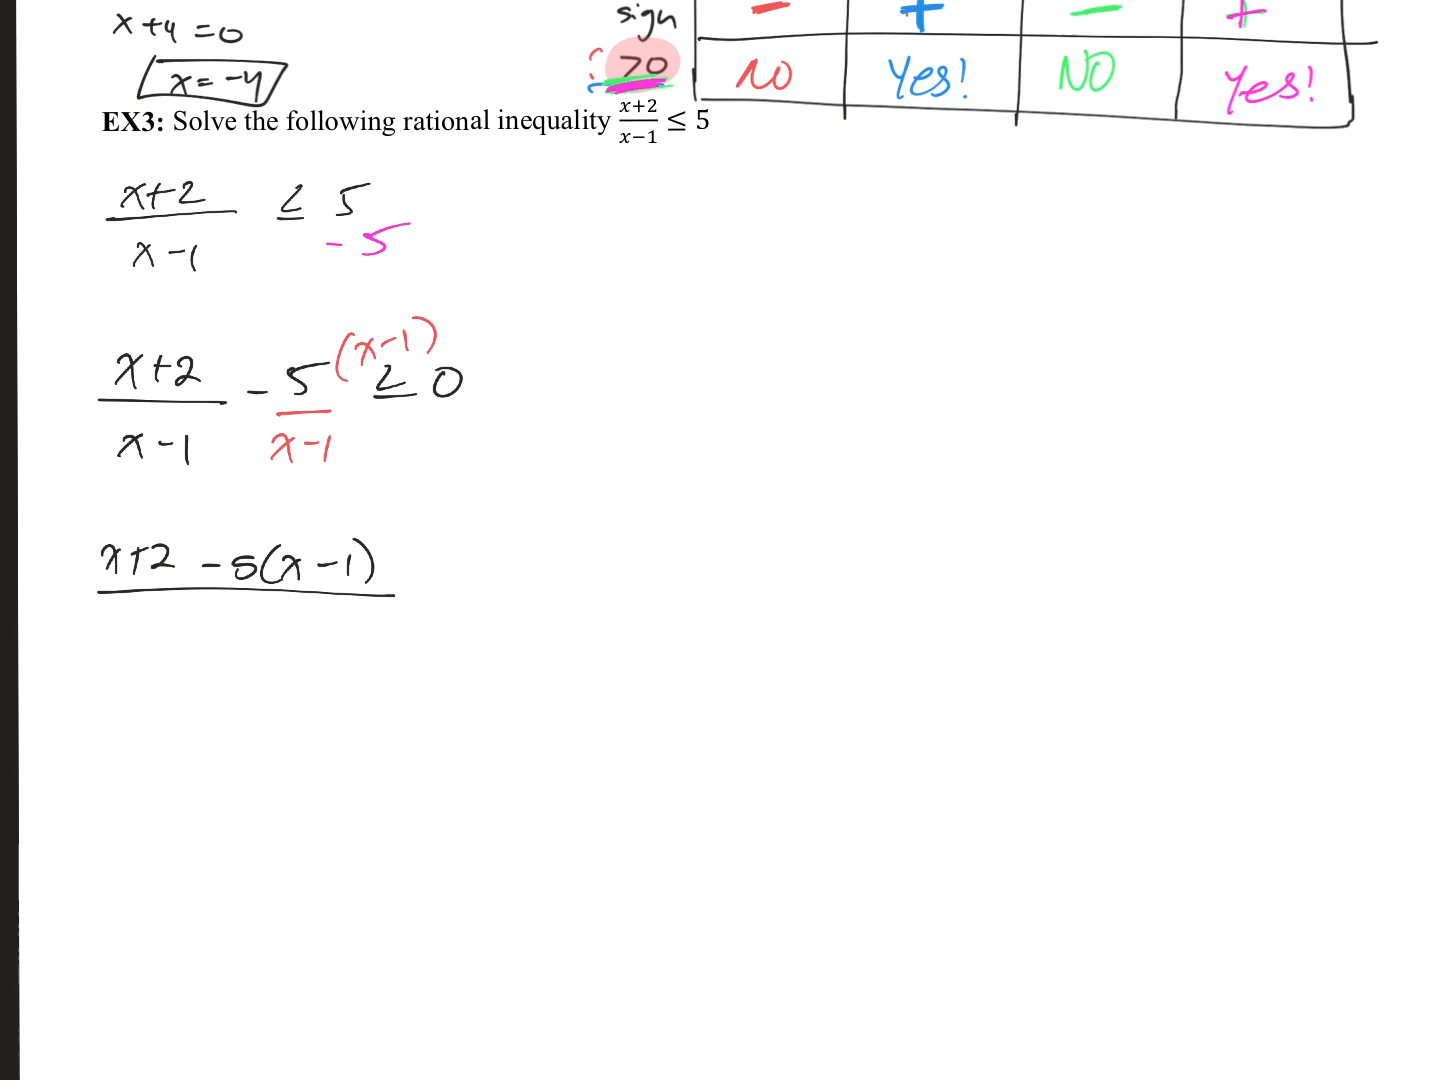 x+4=0
x=-4
sign - + - +
>0 NO Yes! NO Yes!
EX3: Solve the following rational inequality (x+2)/(x−1) ≤ 5
x+2
x-1
≤ 5
-5
x+2
x-1
- 5(x-1)
x-1
≤ 0
x+2 -5(x-1)